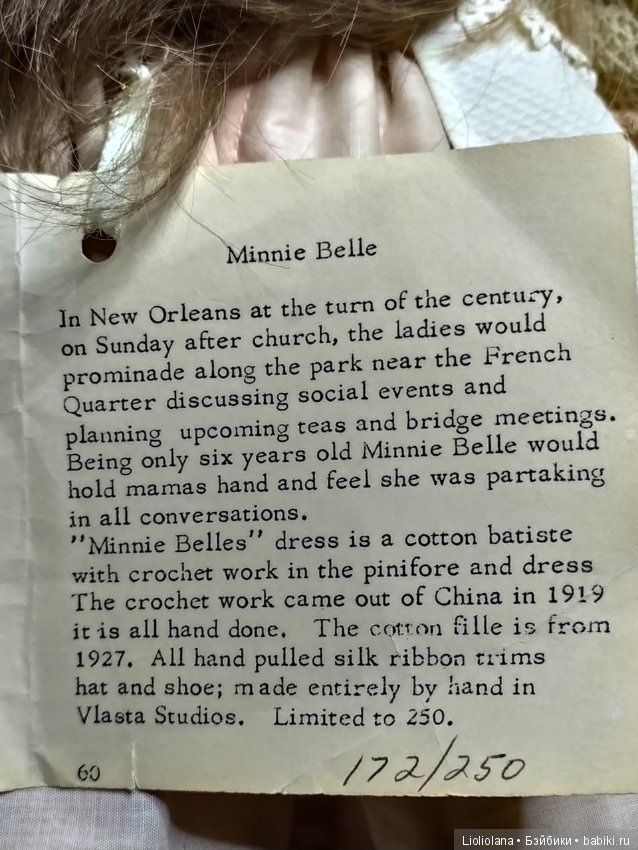 Minnie Belle
In New Orleans at the turn of the century,
on Sunday after church, the ladies would
prominade along the park near the French
Quarter discussing social events and
planning upcoming teas and bridge meetings.
Being only six years old Minnie Belle would
hold mamas hand and feel she was partaking
in all conversations.
"Minnie Belles" dress is a cotton batiste
with crochet work in the pinifore and dress
The crochet work came out of China in 1919
it is all hand done. The cotton fille is from
1927. All hand pulled silk ribbon trims
hat and shoe; made entirely by hand in
Vlasta Studios. Limited to 250.
60
172/250
Lioliolana • Бэйбики • babiki.ru